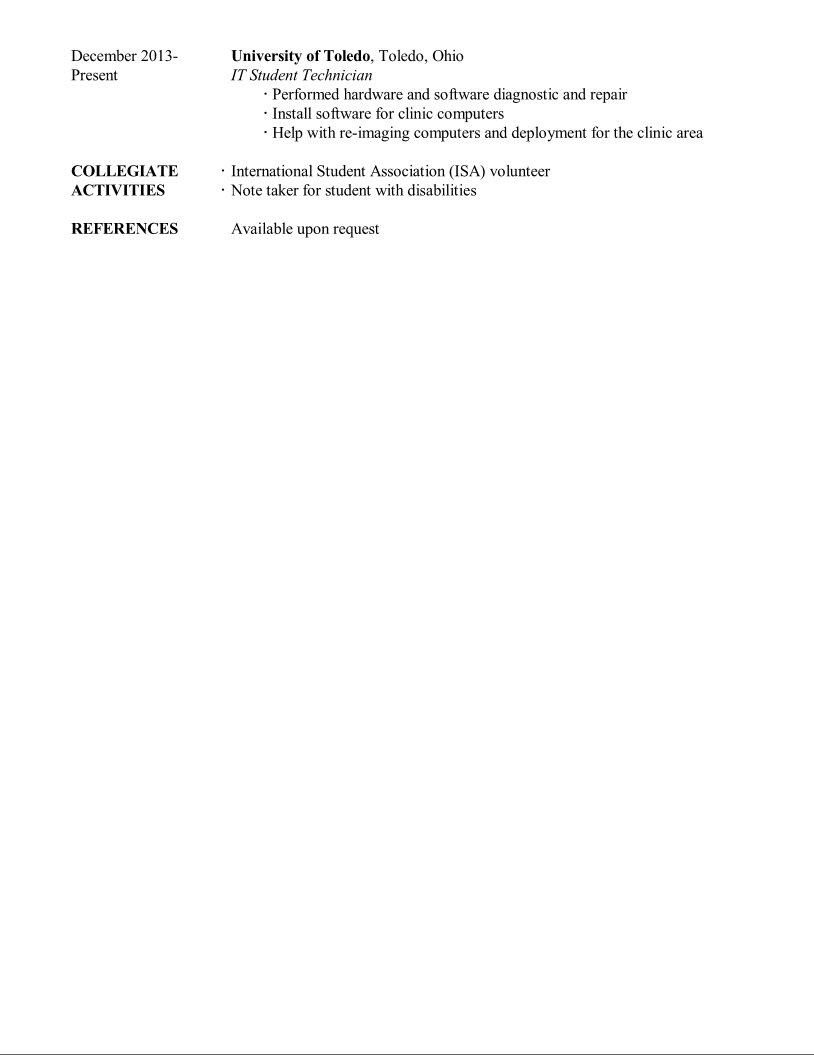 December 2013- University of Toledo, Toledo, Ohio
Present IT Student Technician
· Performed hardware and software diagnostic and repair
· Install software for clinic computers
· Help with re-imaging computers and deployment for the clinic area
COLLEGIATE · International Student Association (ISA) volunteer
ACTIVITIES · Note taker for student with disabilities
REFERENCES Available upon request